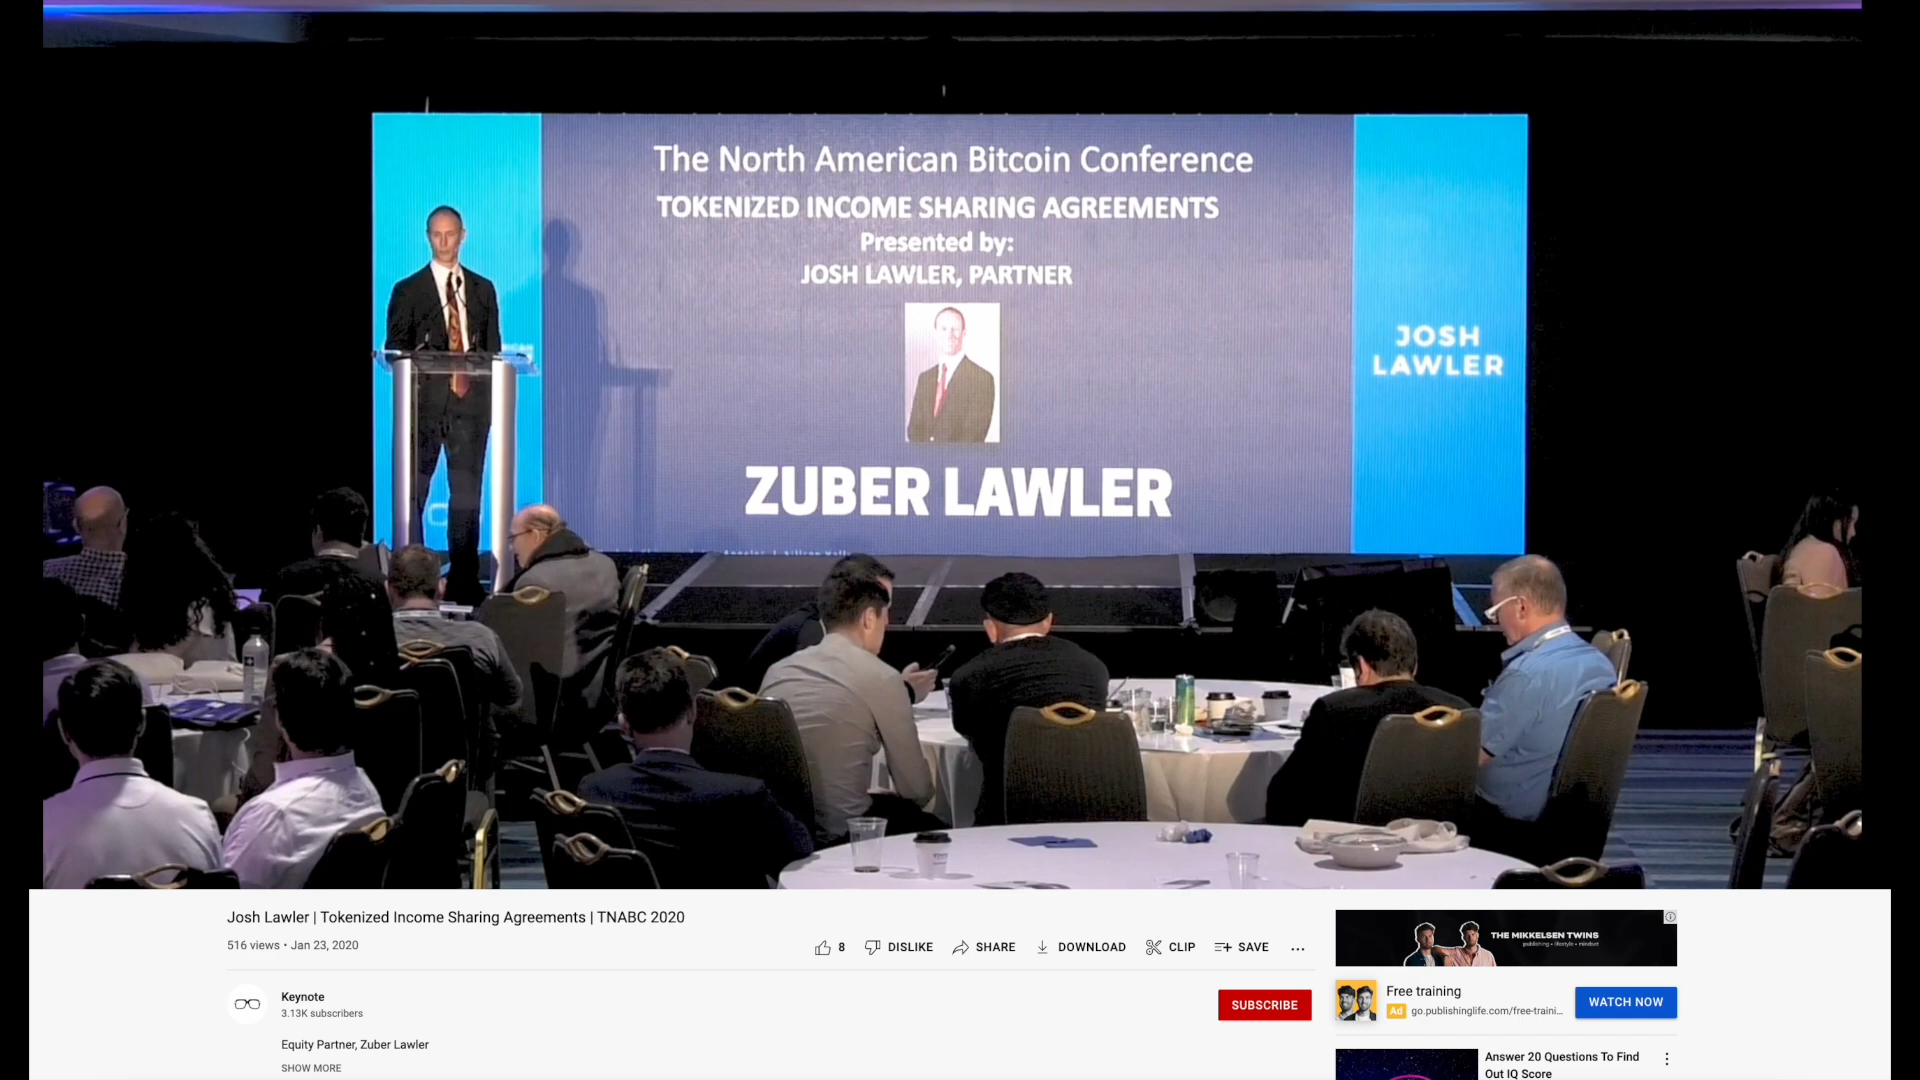 The North American Bitcoin Conference
TOKENIZED INCOME SHARING AGREEMENTS
Presented by:
JOSH LAWLER, PARTNER
ZUBER LAWLER
JOSH
LAWLER
Josh Lawler | Tokenized Income Sharing Agreements | TNABC 2020
516 views • Jan 23, 2020
8 DISLIKE SHARE DOWNLOAD CLIP SAVE ...
Keynote
3.13K subscribers
SUBSCRIBE
Equity Partner, Zuber Lawler
SHOW MORE
THE MIKKELSEN TWINS
publishing • lifestyle • mindset
Free training
Ad go.publishinglife.com/free-traini...
WATCH NOW
Answer 20 Questions To Find
Out IQ Score